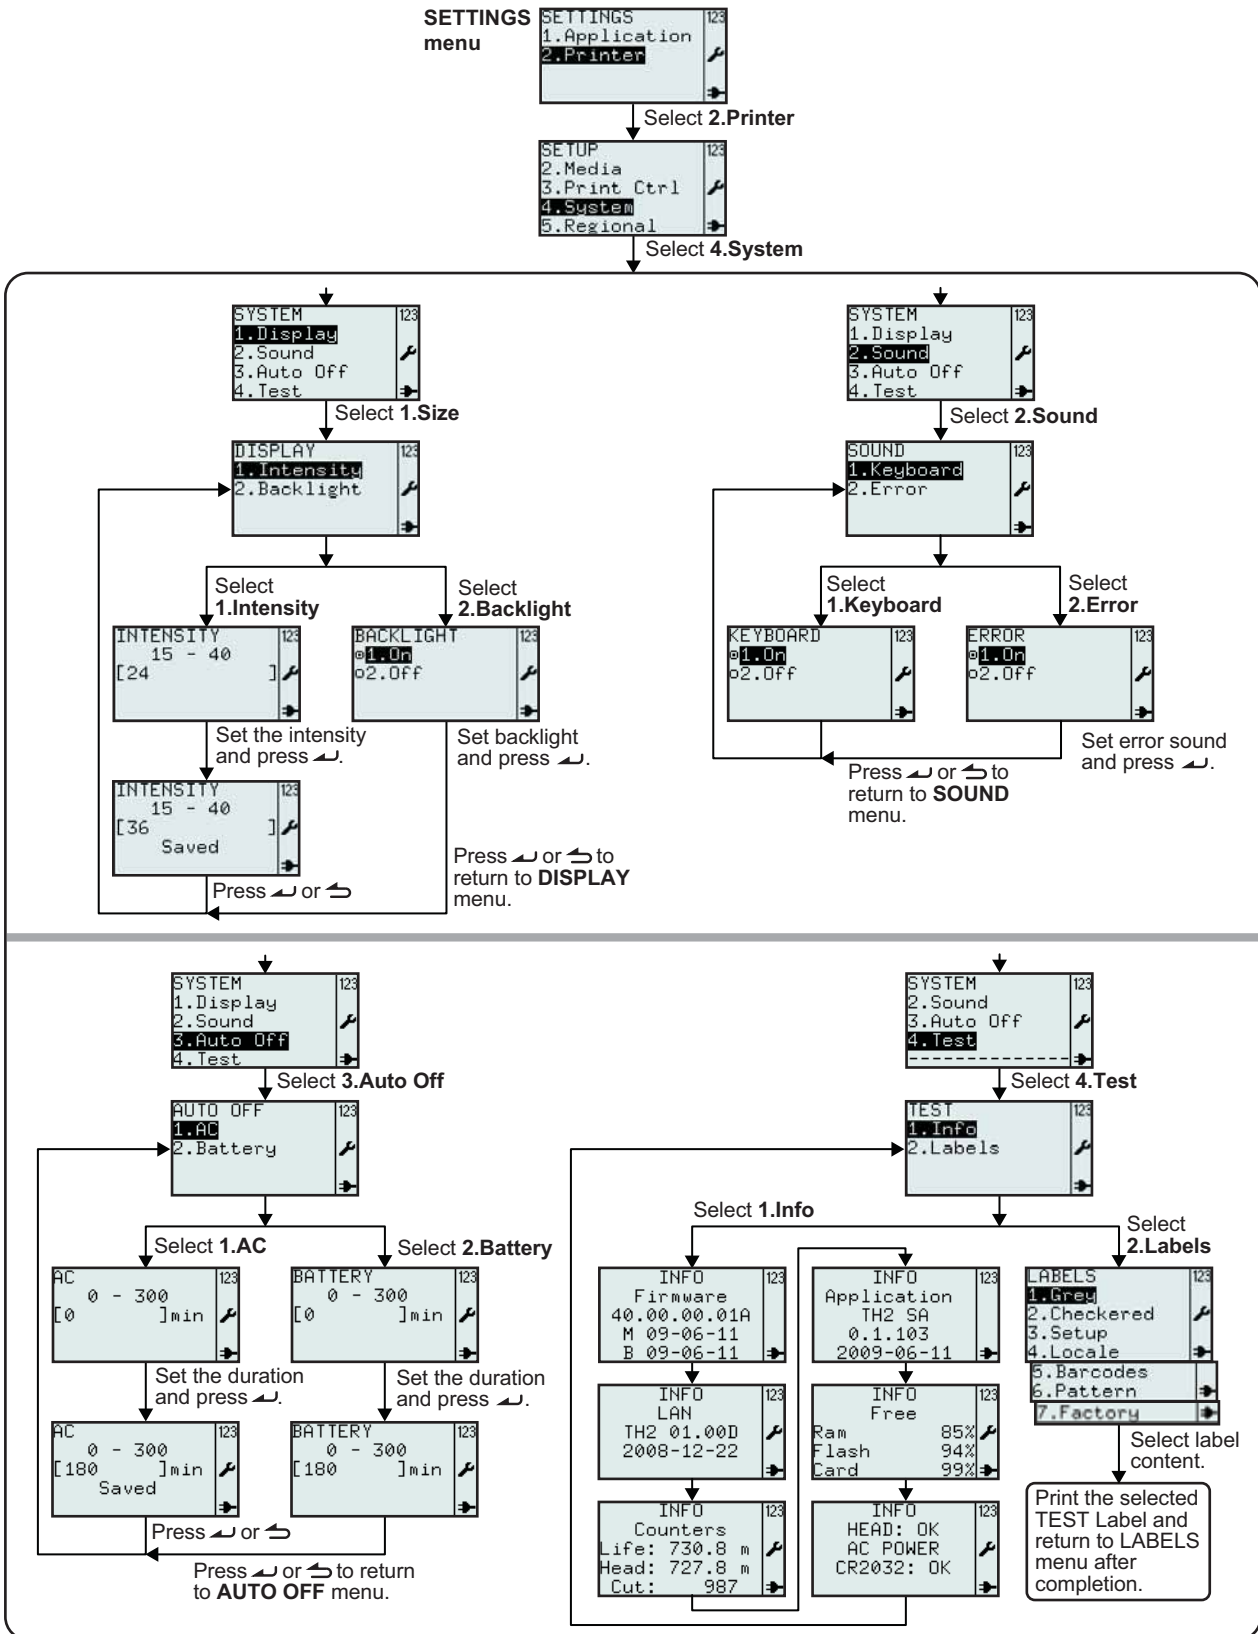 SETTINGS
menu
SETTINGS
1.Application
2.Printer
123
Select 2.Printer
SETUP
2.Media
3.Print Ctrl
4.System
5.Regional
123
Select 4.System
SYSTEM
1.Display
2.Sound
3.Auto Off
4.Test
123
Select 1.Size
DISPLAY
1.Intensity
2.Backlight
123
Select
1.Intensity
Select
2.Backlight
INTENSITY
15 - 40
[24 ]
123
BACKLIGHT
1.On
2.Off
123
Set the intensity
and press
.
Set backlight
and press
.
INTENSITY
15 - 40
[36 ]
Saved
123
Press or
Press or to
return to DISPLAY
menu.
SYSTEM
1.Display
2.Sound
3.Auto Off
4.Test
123
Select 2.Sound
SOUND
1.Keyboard
2.Error
123
Select
1.Keyboard
Select
2.Error
KEYBOARD
1.On
2.Off
123
ERROR
1.On
2.Off
123
Set error sound
and press .
Press or to
return to SOUND
menu.
SYSTEM
1.Display
2.Sound
3.Auto Off
4.Test
123
Select 3.Auto Off
AUTO OFF
1.AC
2.Battery
123
Select 1.AC
Select 2.Battery
AC
0 - 300
[0 ]min
123
BATTERY
0 - 300
[0 ]min
123
Set the duration
and press .
Set the duration
and press .
AC
0 - 300
[180 ]min
Saved
123
BATTERY
0 - 300
[180 ]min
123
Press or
Press or to return
to AUTO OFF menu.
SYSTEM
2.Sound
3.Auto Off
4.Test
---------------
123
Select 4.Test
TEST
1.Info
2.Labels
123
Select 1.Info
Select
2.Labels
INFO
Firmware
40.00.00.01A
M 09-06-11
B 09-06-11
123
INFO
LAN
TH2 01.00D
2008-12-22
123
INFO
Counters
Life: 730.8 m
Head: 727.8 m
Cut: 987
123
INFO
Application
TH2 SA
0.1.103
2009-06-11
123
INFO
Free
Ram 85%
Flash 94%
Card 99%
123
INFO
HEAD: OK
AC POWER
CR2032: OK
123
LABELS
1.Grey
2.Checkered
3.Setup
4.Locale
5.Barcodes
6.Pattern
7.Factory
123
Select label
content.
Print the selected
TEST Label and
return to LABELS
menu after
completion.